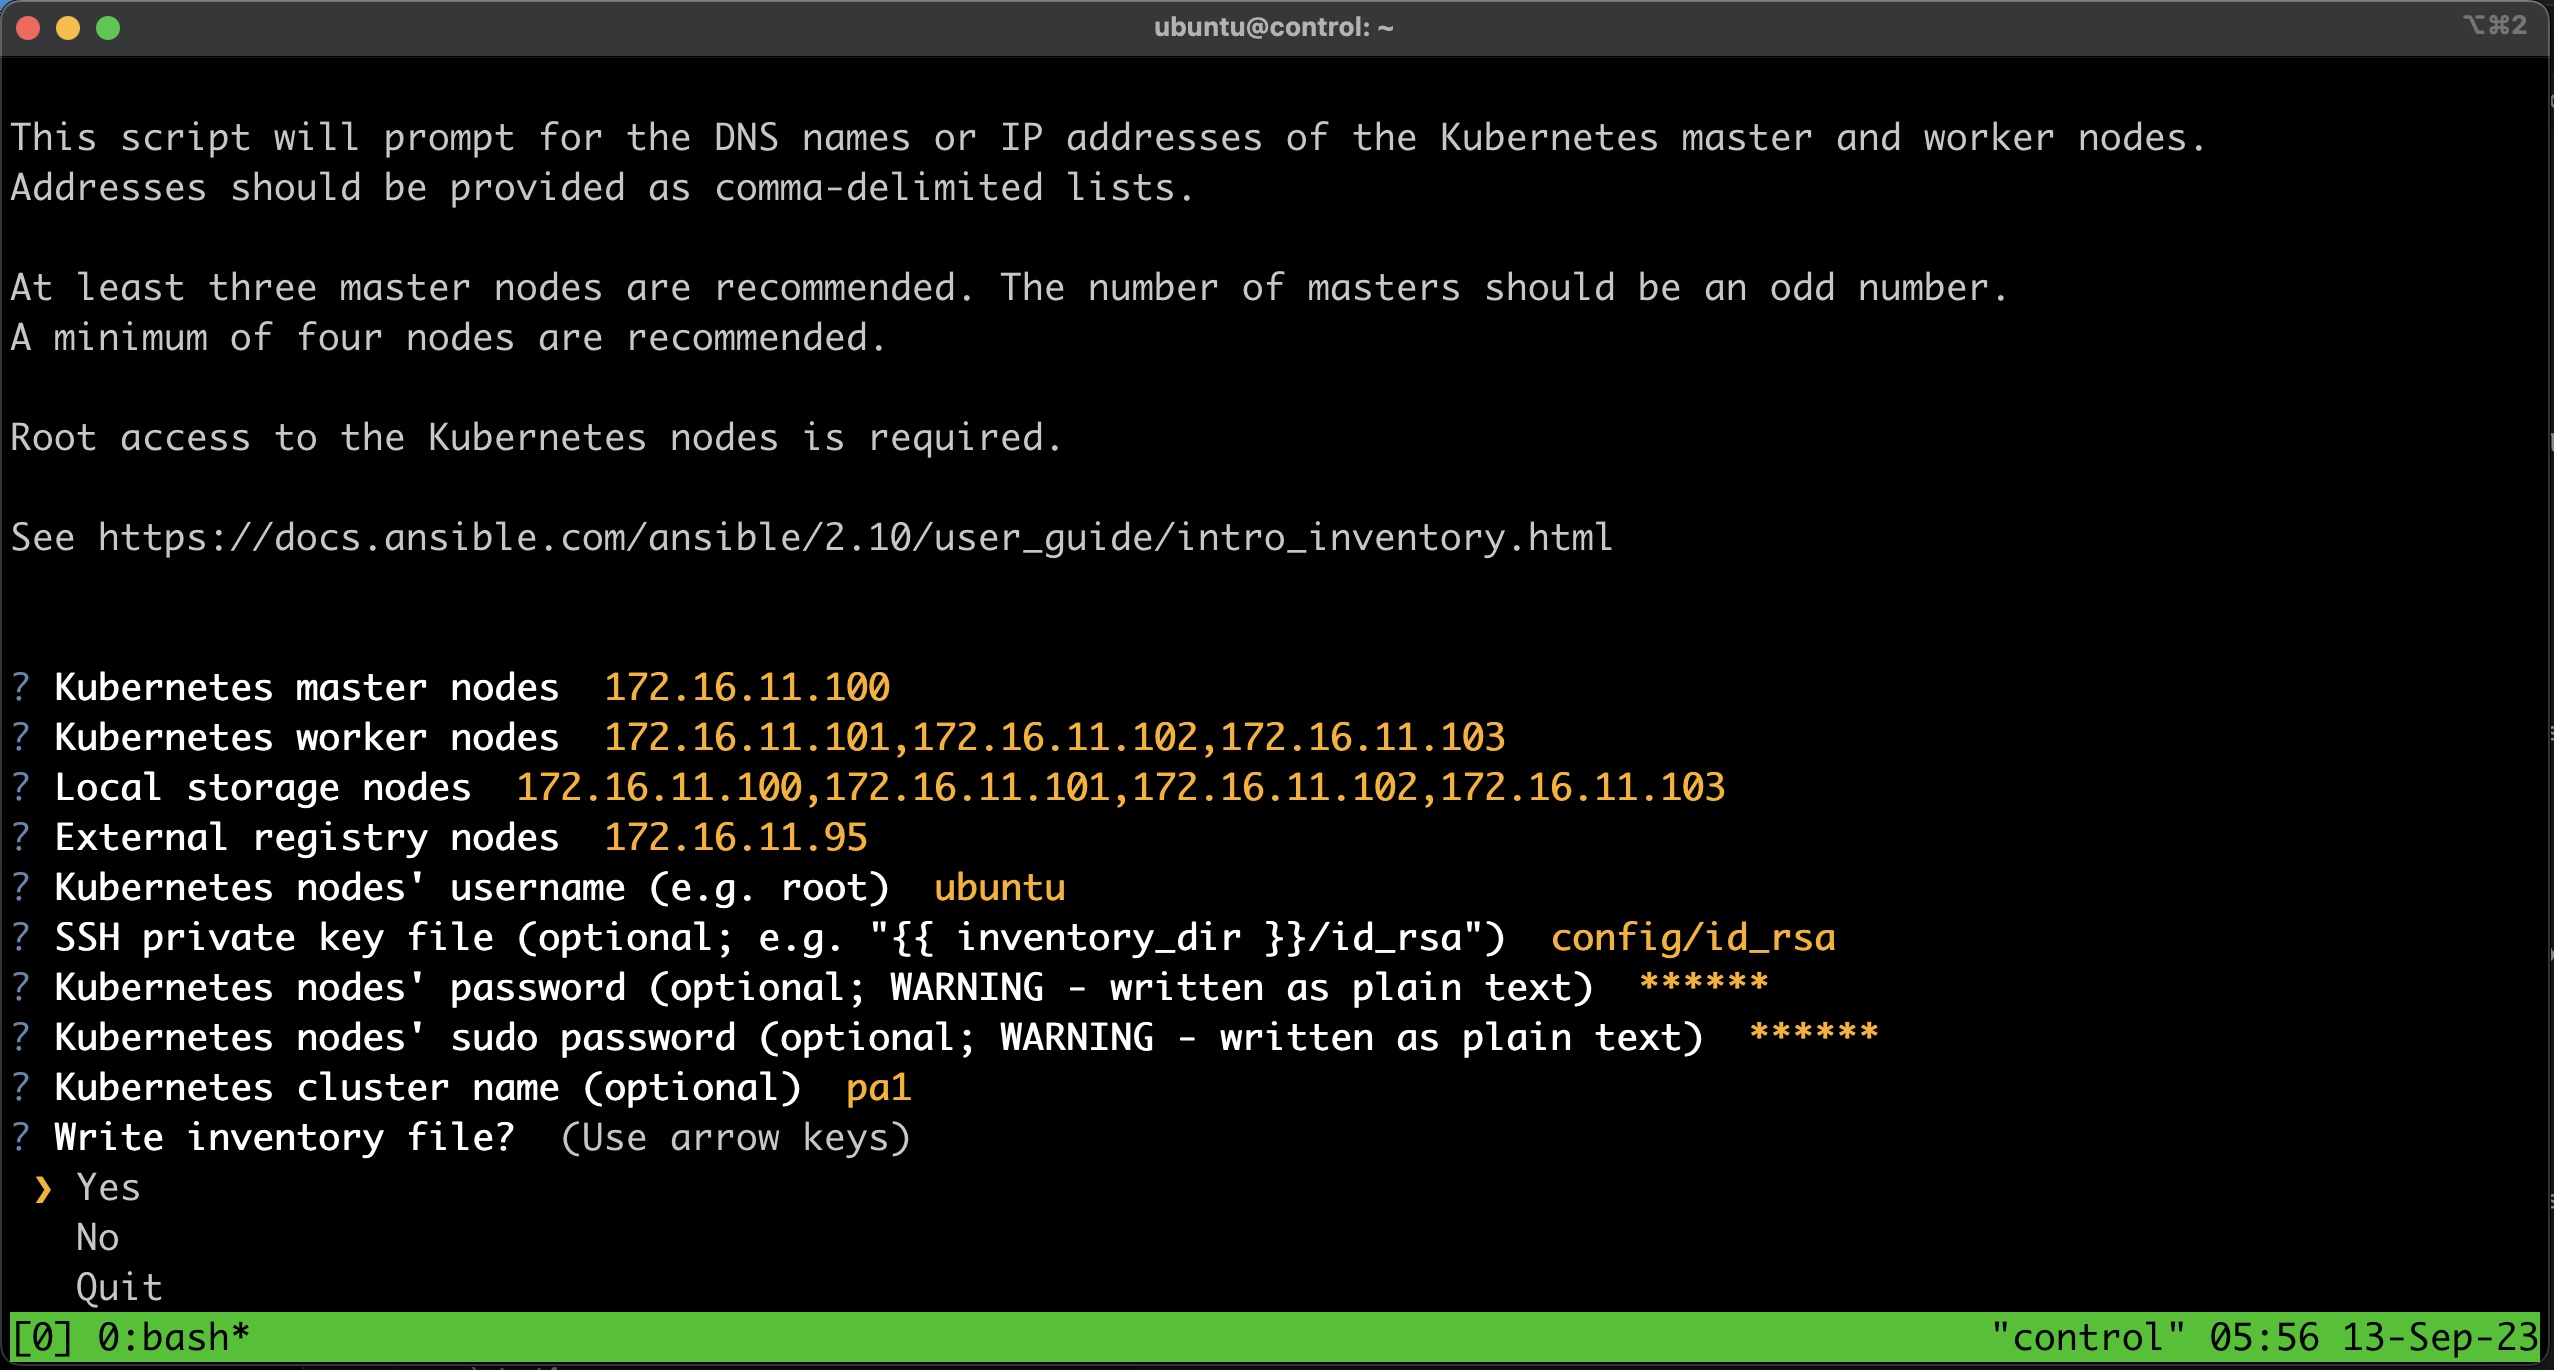 ubuntu@control: ~
⌥⌘2
This script will prompt for the DNS names or IP addresses of the Kubernetes master and worker nodes.
Addresses should be provided as comma-delimited lists.
At least three master nodes are recommended. The number of masters should be an odd number.
A minimum of four nodes are recommended.
Root access to the Kubernetes nodes is required.
See https://docs.ansible.com/ansible/2.10/user_guide/intro_inventory.html
? Kubernetes master nodes  172.16.11.100
? Kubernetes worker nodes  172.16.11.101,172.16.11.102,172.16.11.103
? Local storage nodes  172.16.11.100,172.16.11.101,172.16.11.102,172.16.11.103
? External registry nodes  172.16.11.95
? Kubernetes nodes' username (e.g. root)  ubuntu
? SSH private key file (optional; e.g. "{{ inventory_dir }}/id_rsa")  config/id_rsa
? Kubernetes nodes' password (optional; WARNING - written as plain text)  ******
? Kubernetes nodes' sudo password (optional; WARNING - written as plain text)  ******
? Kubernetes cluster name (optional)  pa1
? Write inventory file?  (Use arrow keys)
❯ Yes
No
Quit
[0] 0:bash*
"control" 05:56 13-Sep-23